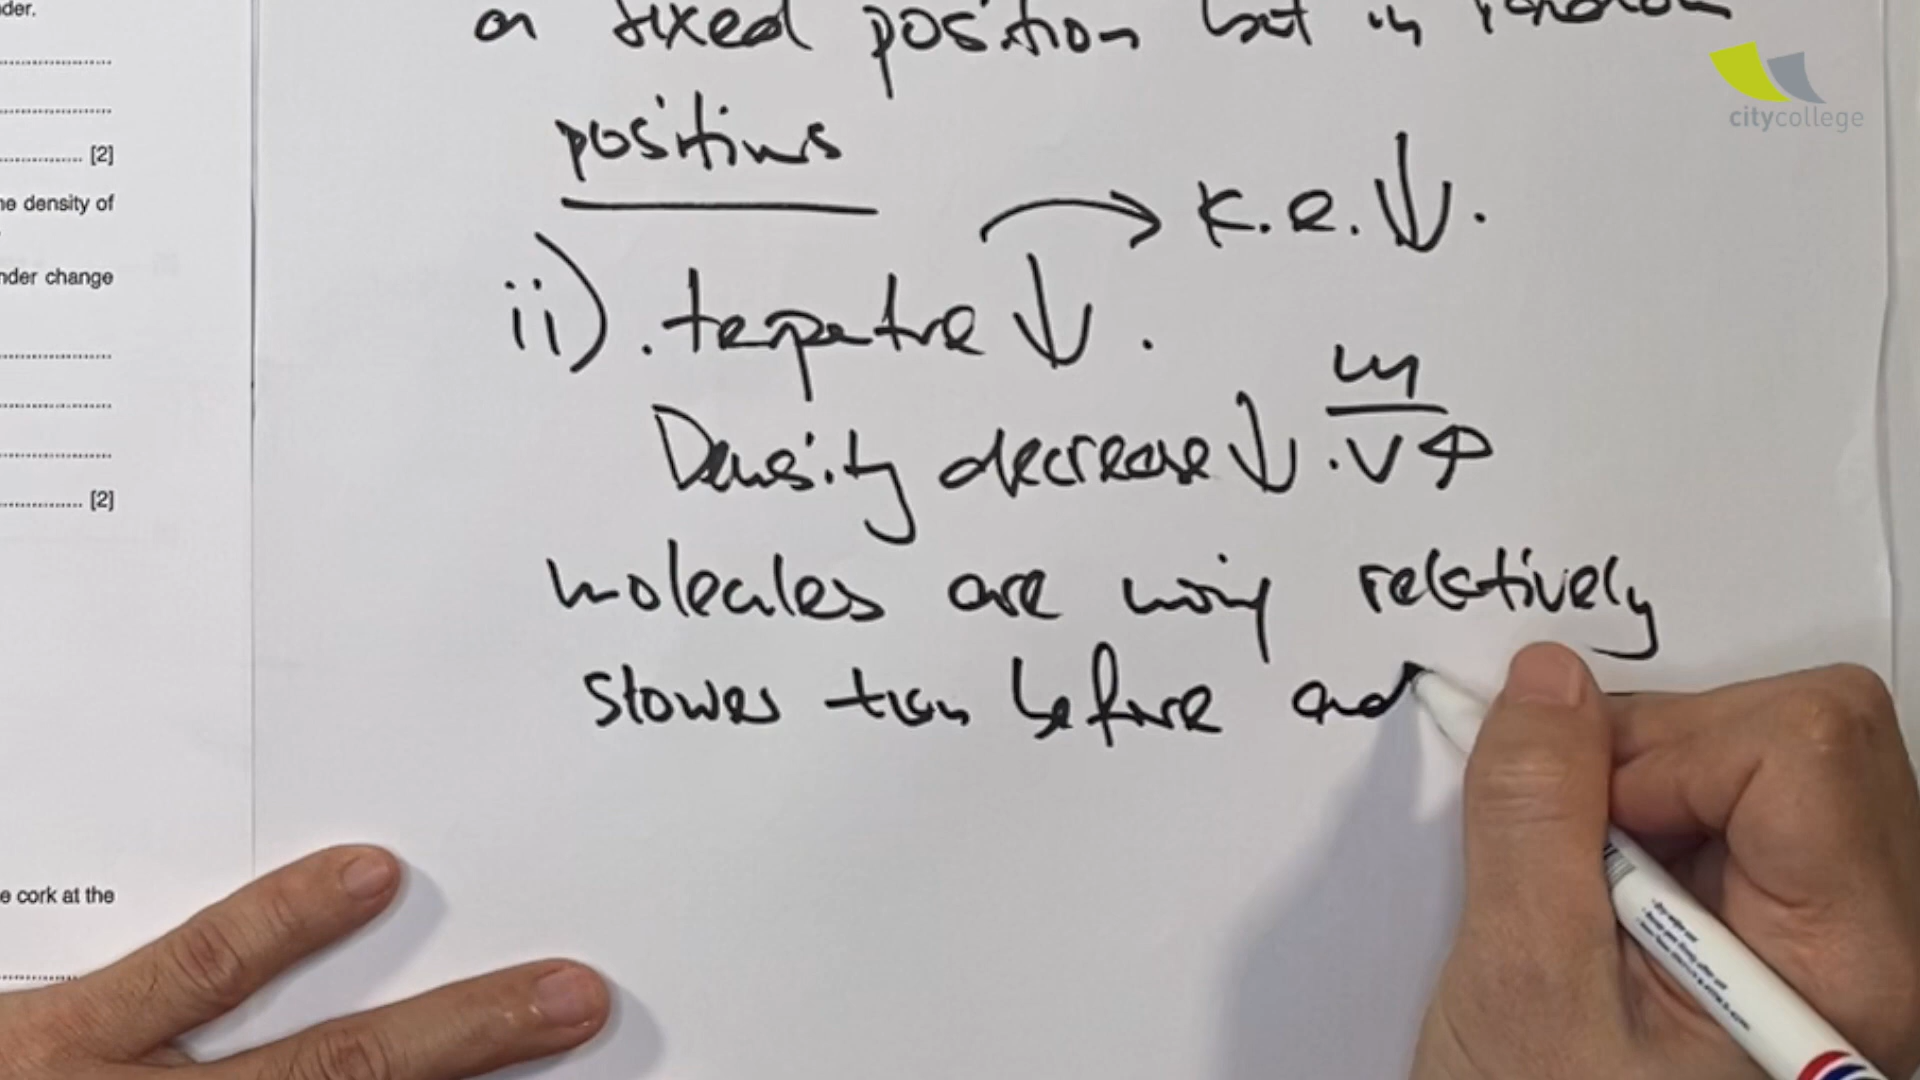 der.
[2]
e density of
nder change
[2]
e cork at the
on fixed position but in random
positions
K.E. ↓.
ii). temperature ↓.
Density decrease ↓. m/V ↑
molecules are moving relatively
slower than before and
citycollege